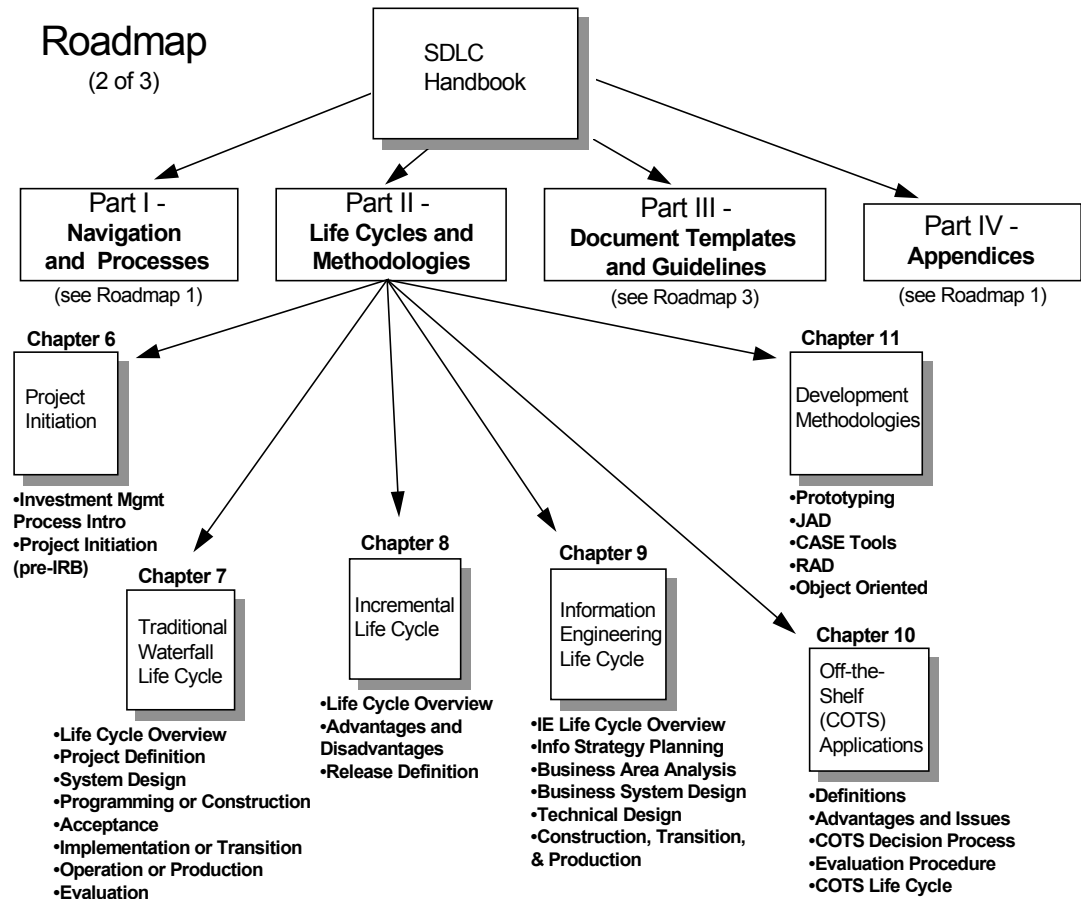 Roadmap
(2 of 3)
SDLC
Handbook
Part I -
Navigation
and Processes
(see Roadmap 1)
Part II -
Life Cycles and
Methodologies
Part III -
Document Templates
and Guidelines
(see Roadmap 3)
Part IV -
Appendices
(see Roadmap 1)
Chapter 6
Project
Initiation
•Investment Mgmt
Process Intro
•Project Initiation
(pre-IRB)
Chapter 7
Traditional
Waterfall
Life Cycle
•Life Cycle Overview
•Project Definition
•System Design
•Programming or Construction
•Acceptance
•Implementation or Transition
•Operation or Production
•Evaluation
Chapter 8
Incremental
Life Cycle
•Life Cycle Overview
•Advantages and
Disadvantages
•Release Definition
Chapter 9
Information
Engineering
Life Cycle
•IE Life Cycle Overview
•Info Strategy Planning
•Business Area Analysis
•Business System Design
•Technical Design
•Construction, Transition,
& Production
Chapter 11
Development
Methodologies
•Prototyping
•JAD
•CASE Tools
•RAD
•Object Oriented
Chapter 10
Off-the-
Shelf
(COTS)
Applications
•Definitions
•Advantages and Issues
•COTS Decision Process
•Evaluation Procedure
•COTS Life Cycle